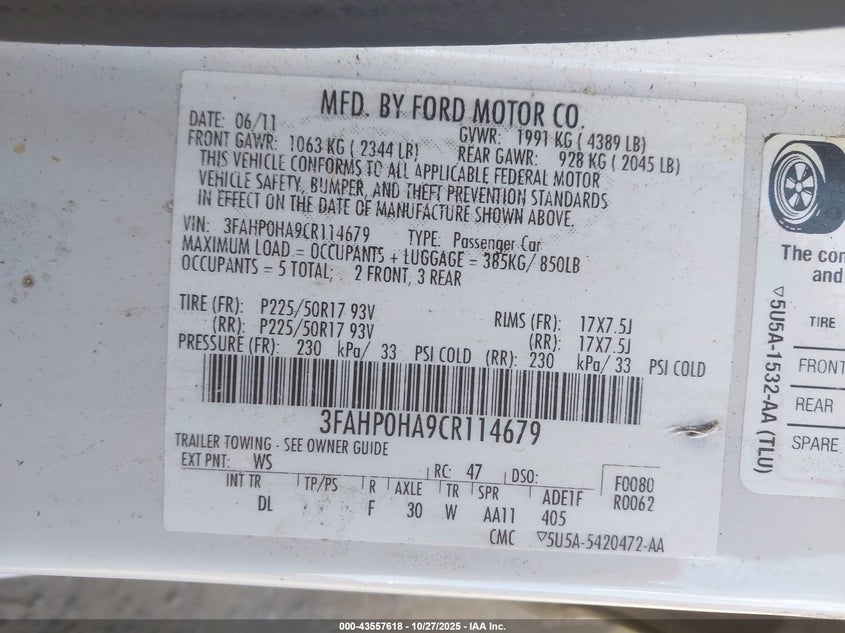 MFD. BY FORD MOTOR CO.
DATE: 06/11 GVWR: 1991 KG ( 4389 LB)
FRONT GAWR: 1063 KG ( 2344 LB) REAR GAWR: 928 KG ( 2045 LB)
THIS VEHICLE CONFORMS TO ALL APPLICABLE FEDERAL MOTOR
VEHICLE SAFETY, BUMPER, AND THEFT PREVENTION STANDARDS
IN EFFECT ON THE DATE OF MANUFACTURE SHOWN ABOVE.
VIN: 3FAHP0HA9CR114679 TYPE: Passenger Car
MAXIMUM LOAD = OCCUPANTS + LUGGAGE = 385KG/ 850LB
OCCUPANTS = 5 TOTAL; 2 FRONT, 3 REAR
TIRE (FR): P225/50R17 93V RIMS (FR): 17X7.5J
(RR): P225/50R17 93V (RR): 17X7.5J
PRESSURE (FR): 230 kPa/ 33 PSI COLD (RR): 230 kPa/ 33 PSI COLD
3FAHP0HA9CR114679
TRAILER TOWING - SEE OWNER GUIDE
EXT PNT: WS RC: 47 DSO: F0080
INT TR TP/PS R AXLE TR SPR ADE1F R0062
DL F 30 W AA11 405
CMC ▽5U5A-5420472-AA
▽5U5A-1532-AA (TLU)
The com
and
TIRE
FRONT
REAR
SPARE
000-43557618 - 10/27/2025 - IAA Inc.